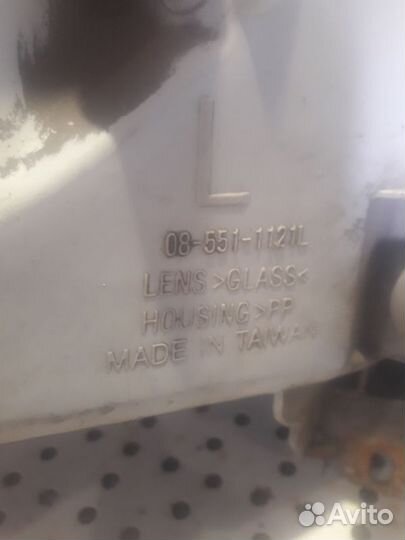 L
08-551-1121L
LENS >GLASS<
HOUSING>PP
MADE IN TAIWAN
Avito